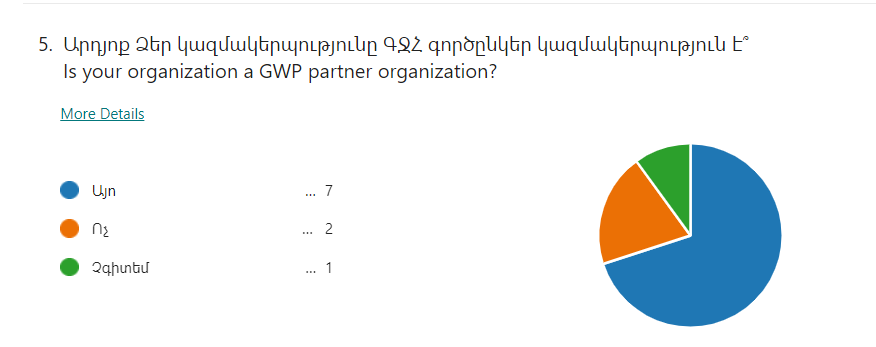 5. Արդյոք Ձեր կազմակերպությունը ԳՋՀ գործընկեր կազմակերպություն է՞
Is your organization a GWP partner organization?
More Details
Այո ... 7
Ոչ ... 2
Չգիտեմ ... 1